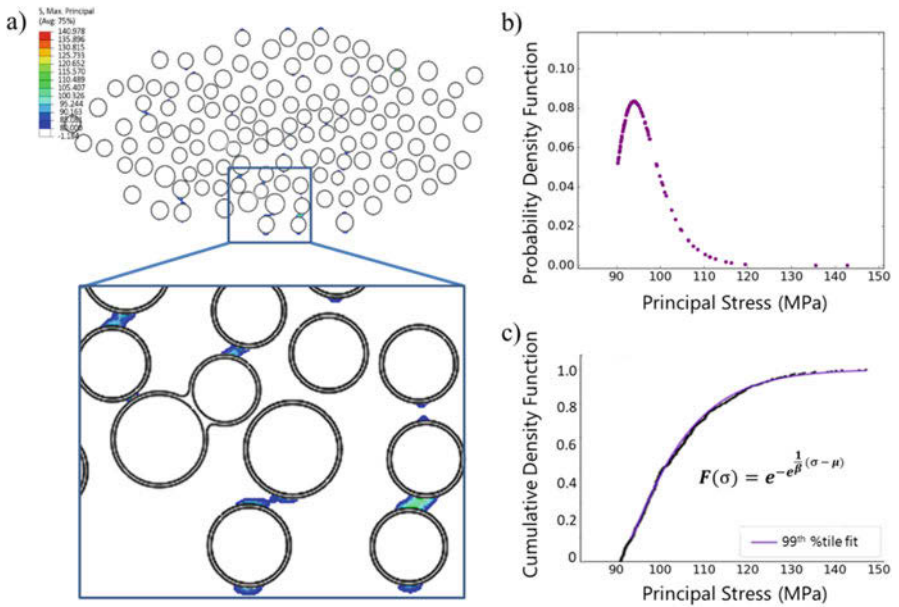 a)
S, Max. Principal
(Avg: 75%)
140.978
135.896
130.815
125.733
120.652
115.570
110.489
105.407
100.326
95.244
90.163
80.000
b)
Probability Density Function
0.10
0.08
0.06
0.04
0.02
0.00
90 100 110 120 130 140 150
Principal Stress (MPa)
c)
Cumulative Density Function
1.0
0.8
0.6
0.4
0.2
0
F(σ) = e^{-e^{\frac{1}{β}(σ-μ)}}
99th %tile fit
90 100 110 120 130 140 150
Principal Stress (MPa)